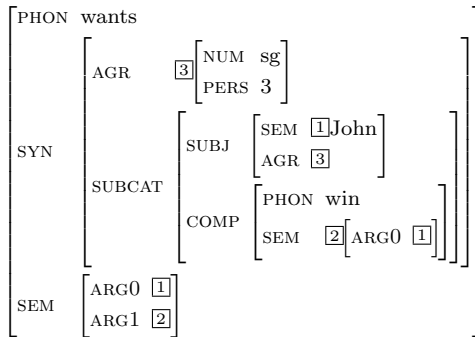 PHON wants
NUM sg
AGR 3
PERS 3
SEM 1 John
SUBJ
AGR 3
SYN
SUBCAT
PHON win
COMP
SEM 2 ARG0 1
ARG0 1
SEM
ARG1 2